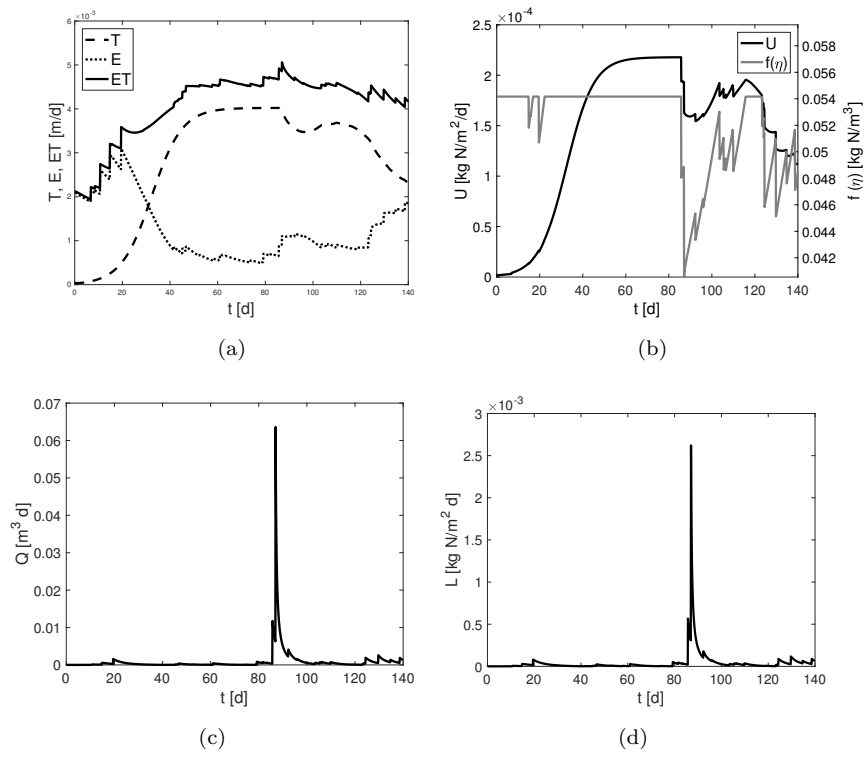 ×10⁻³
6
5
4
3
2
1
0
T, E, ET [m/d]
T
E
ET
0 20 40 60 80 100 120 140
t [d]
(a)
×10⁻⁴
2.5
2
1.5
1
0.5
0
U [kg N/m²/d]
U
f(η)
0.058
0.056
0.054
0.052
0.05
0.048
0.046
0.044
0.042
f (η) [kg N/m³]
0 20 40 60 80 100 120 140
t [d]
(b)
0.07
0.06
0.05
0.04
0.03
0.02
0.01
0
Q [m³ d]
0 20 40 60 80 100 120 140
t [d]
(c)
×10⁻³
3
2.5
2
1.5
1
0.5
0
L [kg N/m² d]
0 20 40 60 80 100 120 140
t [d]
(d)